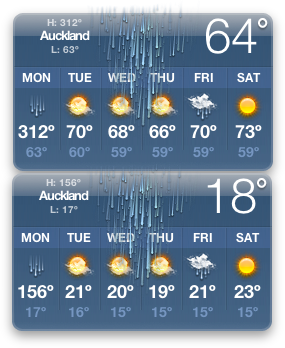 H: 312°
Auckland
L: 63°
64°
MON TUE WED THU FRI SAT
312° 70° 68° 66° 70° 73°
63° 60° 59° 59° 59° 59°
H: 156°
Auckland
L: 17°
18°
MON TUE WED THU FRI SAT
156° 21° 20° 19° 21° 23°
17° 16° 15° 15° 15° 15°